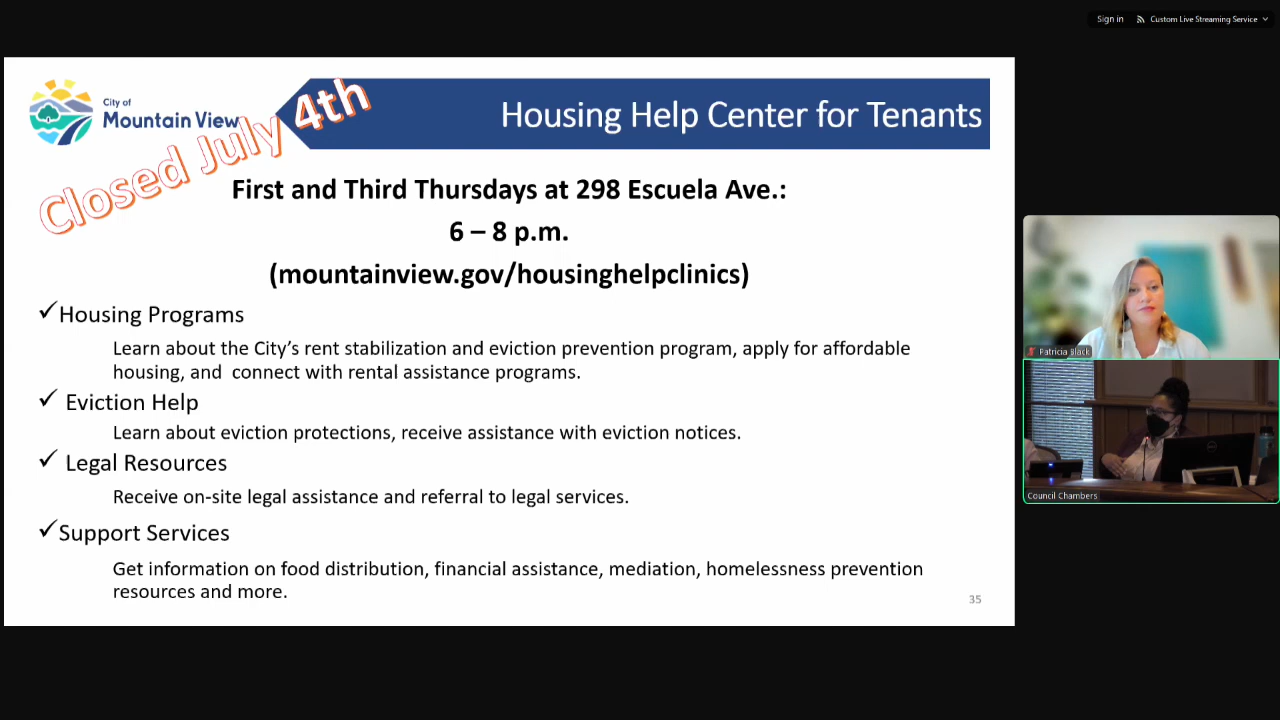 Sign in
Custom Live Streaming Service
City of
Mountain View
Closed July 4th
Housing Help Center for Tenants
First and Third Thursdays at 298 Escuela Ave.:
6 – 8 p.m.
(mountainview.gov/housinghelpclinics)
✓Housing Programs
Learn about the City's rent stabilization and eviction prevention program, apply for affordable
housing, and connect with rental assistance programs.
✓ Eviction Help
Learn about eviction protections, receive assistance with eviction notices.
✓ Legal Resources
Receive on-site legal assistance and referral to legal services.
✓Support Services
Get information on food distribution, financial assistance, mediation, homelessness prevention
resources and more.
35
Patricia Black
Council Chambers